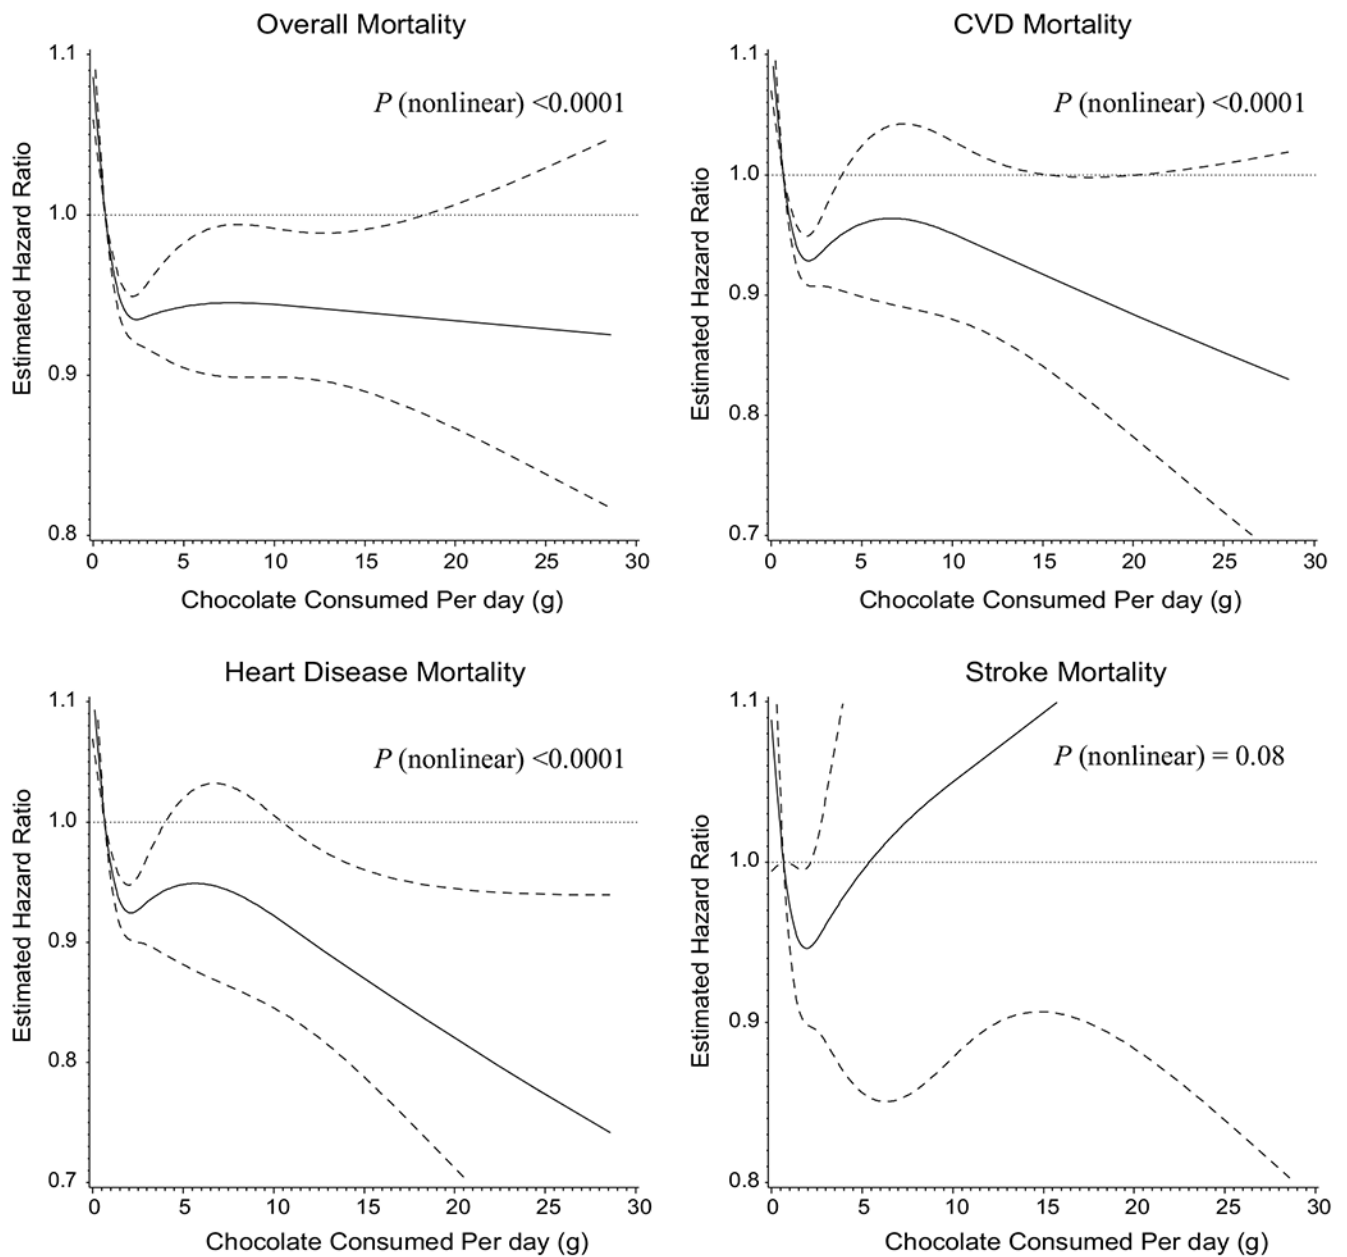 Overall Mortality
P (nonlinear) <0.0001
Estimated Hazard Ratio
1.1
1.0
0.9
0.8
0 5 10 15 20 25 30
Chocolate Consumed Per day (g)
CVD Mortality
P (nonlinear) <0.0001
Estimated Hazard Ratio
1.1
1.0
0.9
0.8
0.7
0 5 10 15 20 25 30
Chocolate Consumed Per day (g)
Heart Disease Mortality
P (nonlinear) <0.0001
Estimated Hazard Ratio
1.1
1.0
0.9
0.8
0.7
0 5 10 15 20 25 30
Chocolate Consumed Per day (g)
Stroke Mortality
P (nonlinear) = 0.08
Estimated Hazard Ratio
1.1
1.0
0.9
0.8
0 5 10 15 20 25 30
Chocolate Consumed Per day (g)